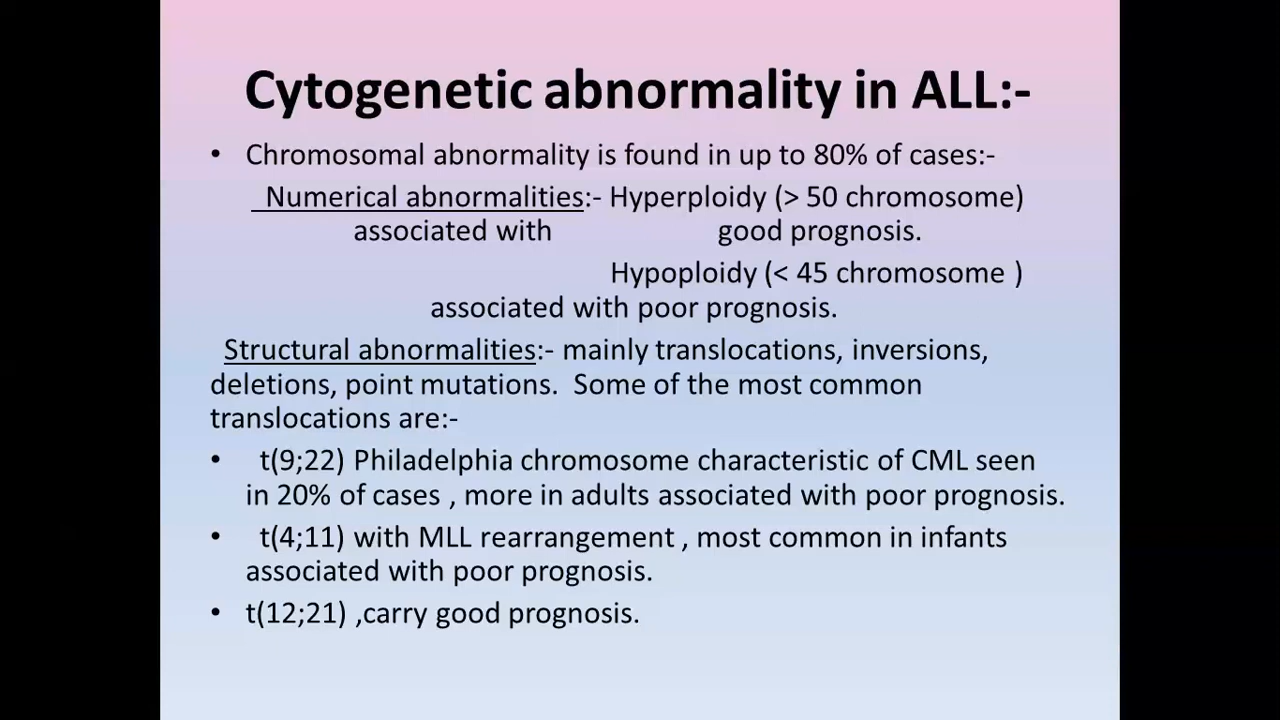 Cytogenetic abnormality in ALL:-
• Chromosomal abnormality is found in up to 80% of cases:-
Numerical abnormalities:- Hyperploidy (> 50 chromosome)
associated with good prognosis.
Hypoploidy (< 45 chromosome )
associated with poor prognosis.
Structural abnormalities:- mainly translocations, inversions,
deletions, point mutations. Some of the most common
translocations are:-
• t(9;22) Philadelphia chromosome characteristic of CML seen
in 20% of cases , more in adults associated with poor prognosis.
• t(4;11) with MLL rearrangement , most common in infants
associated with poor prognosis.
• t(12;21) ,carry good prognosis.